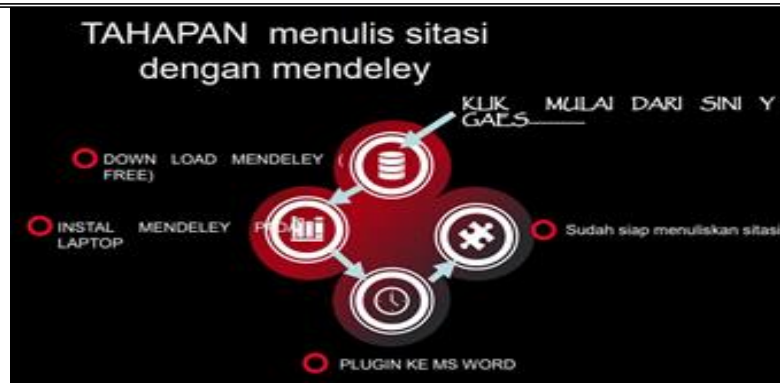 TAHAPAN menulis sitasi
dengan mendeley
KLIK MULAI DARI SINI Y
GAES
DOWN LOAD MENDELEY (
FREE)
INSTAL MENDELEY
LAPTOP
Sudah siap menuliskan sitasi
PLUGIN KE MS WORD